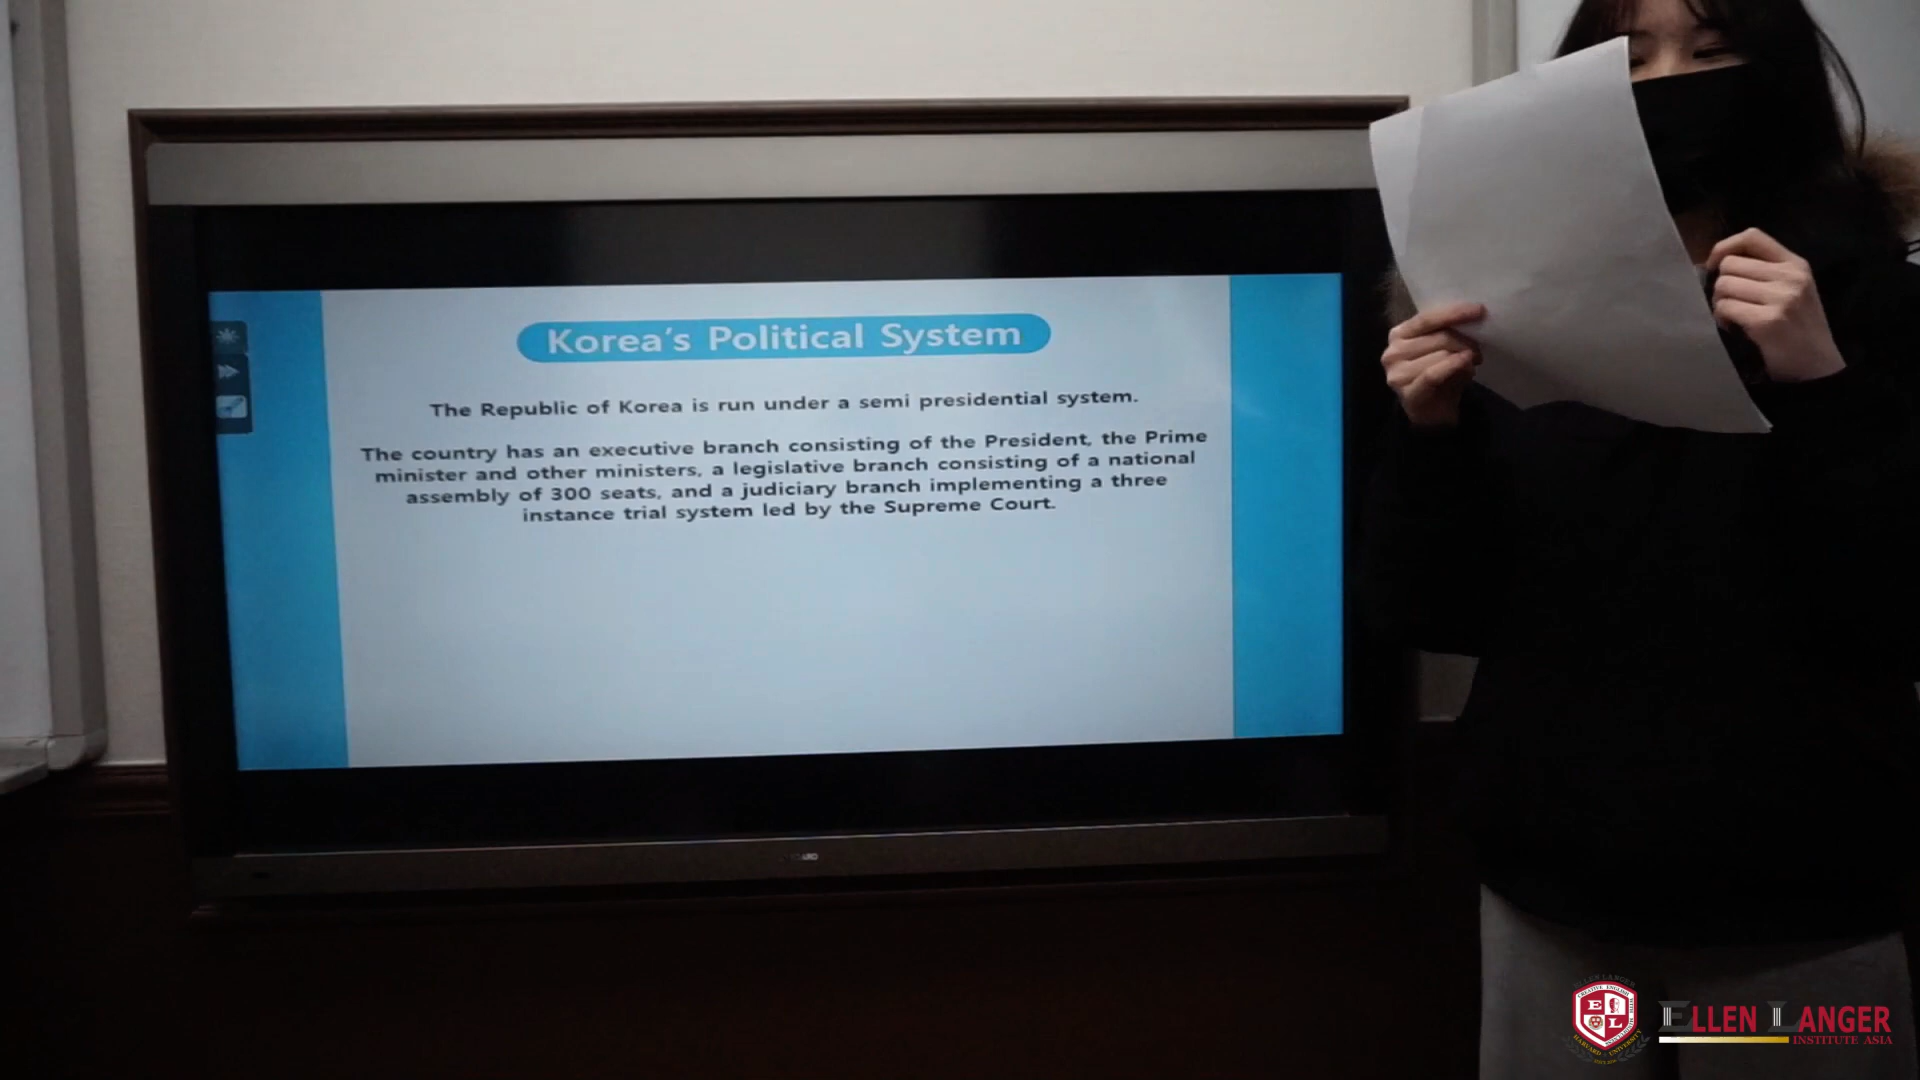 Korea's Political System
The Republic of Korea is run under a semi presidential system.
The country has an executive branch consisting of the President, the Prime
minister and other ministers, a legislative branch consisting of a national
assembly of 300 seats, and a judiciary branch implementing a three
instance trial system led by the Supreme Court.
E L
ELLEN LANGER
INSTITUTE ASIA